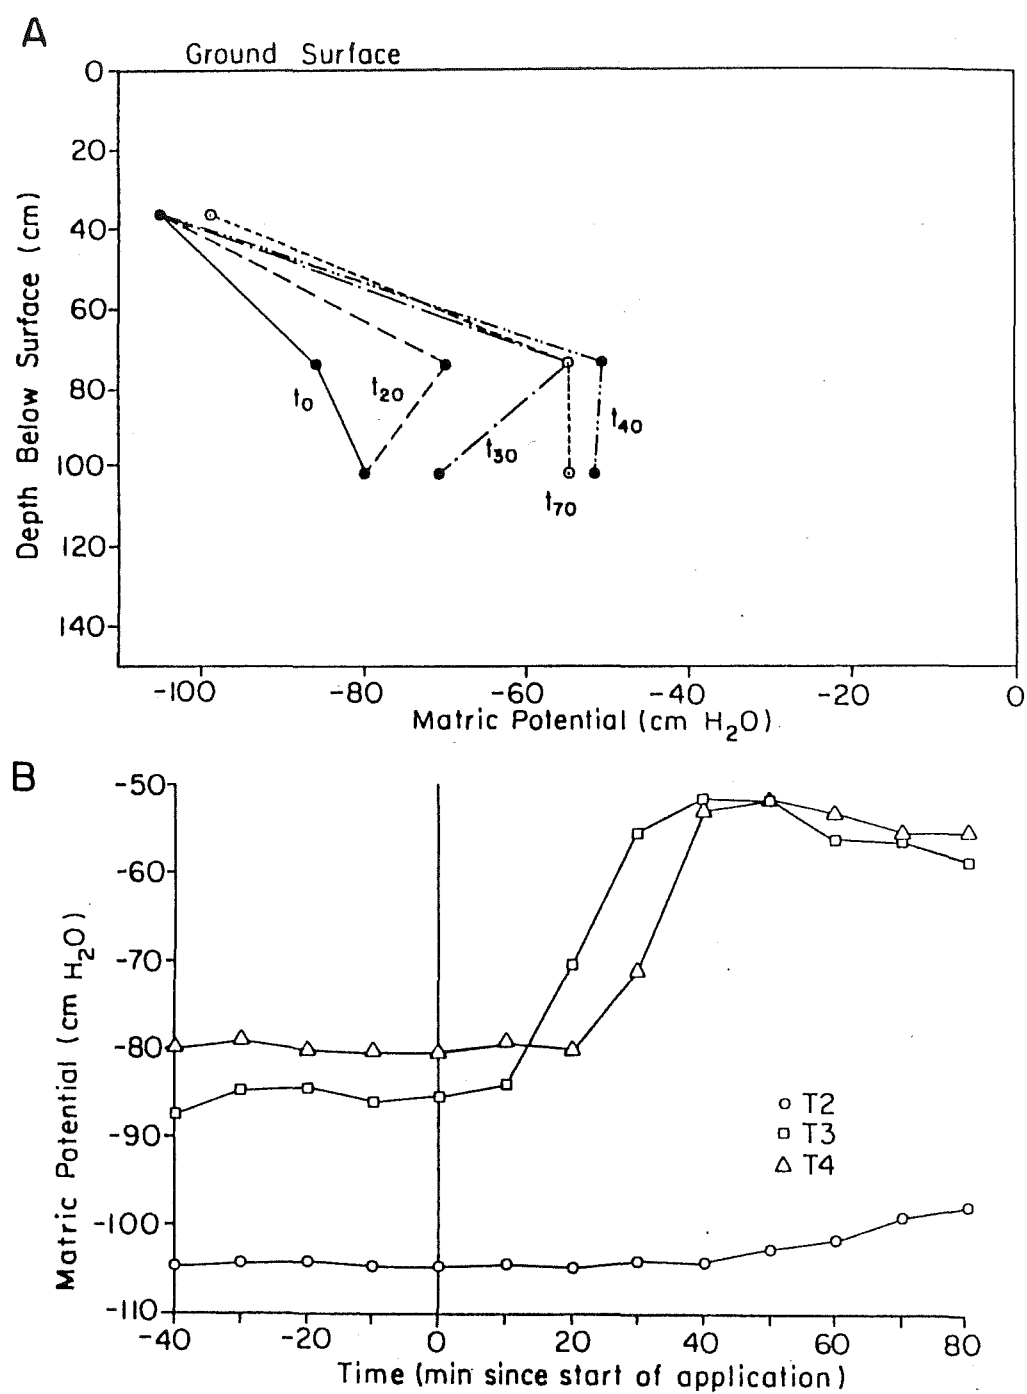 A
Ground Surface
0
20
40
60
80
100
120
140
Depth Below Surface (cm)
t0
t20
t30
t40
t70
-100
-80
-60
-40
-20
0
Matric Potential (cm H2O)
B
-50
-60
-70
-80
-90
-100
-110
Matric Potential (cm H2O)
T2
T3
T4
-40
-20
0
20
40
60
80
Time (min since start of application)